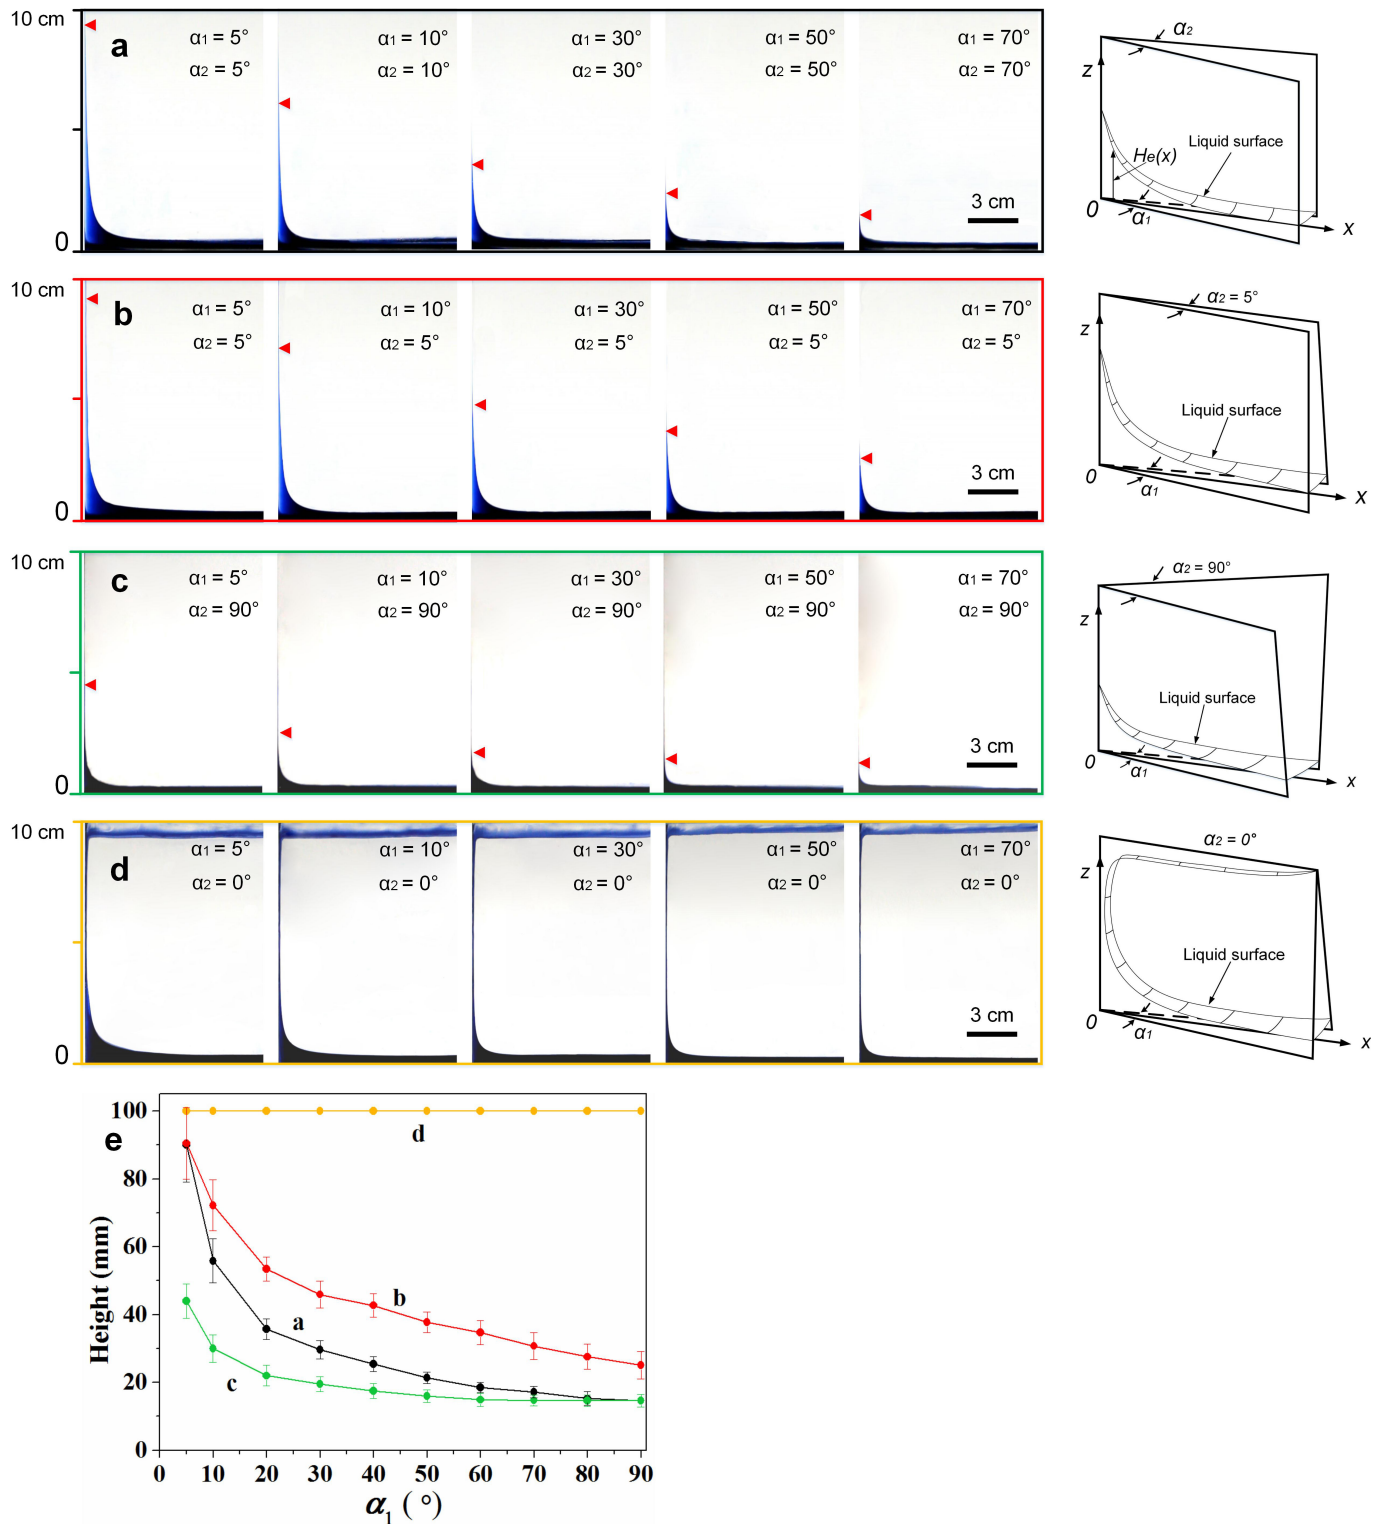 10 cm
a
α1 = 5°
α2 = 5°
α1 = 10°
α2 = 10°
α1 = 30°
α2 = 30°
α1 = 50°
α2 = 50°
α1 = 70°
α2 = 70°
3 cm
0
α2
z
Liquid surface
He(x)
0
α1
x
10 cm
b
α1 = 5°
α2 = 5°
α1 = 10°
α2 = 5°
α1 = 30°
α2 = 5°
α1 = 50°
α2 = 5°
α1 = 70°
α2 = 5°
3 cm
0
α2 = 5°
z
Liquid surface
0
α1
x
10 cm
c
α1 = 5°
α2 = 90°
α1 = 10°
α2 = 90°
α1 = 30°
α2 = 90°
α1 = 50°
α2 = 90°
α1 = 70°
α2 = 90°
3 cm
0
α2 = 90°
z
Liquid surface
0
α1
x
10 cm
d
α1 = 5°
α2 = 0°
α1 = 10°
α2 = 0°
α1 = 30°
α2 = 0°
α1 = 50°
α2 = 0°
α1 = 70°
α2 = 0°
3 cm
0
α2 = 0°
z
Liquid surface
0
α1
x
e
Height (mm)
100
80
60
40
20
0
d
b
a
c
0 10 20 30 40 50 60 70 80 90
α1 ( °)